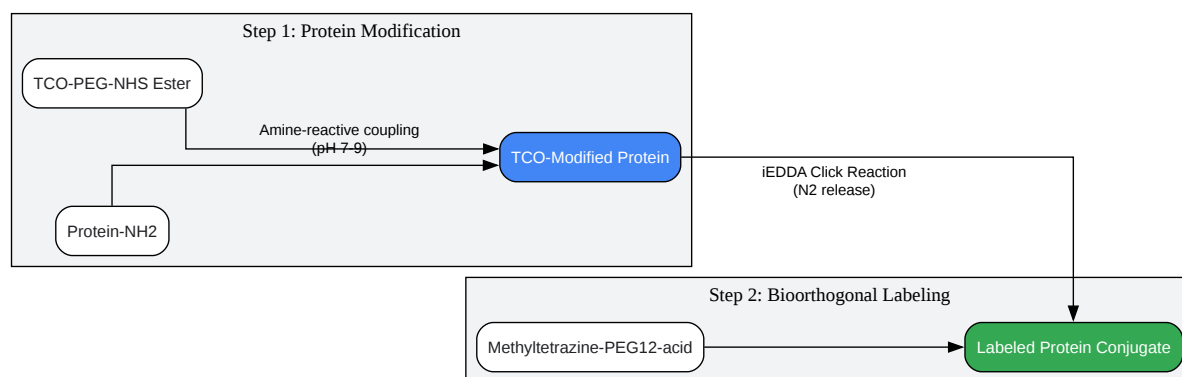 Step 1: Protein Modification
TCO-PEG-NHS Ester
Amine-reactive coupling
(pH 7-9)
TCO-Modified Protein
iEDDA Click Reaction
(N2 release)
Protein-NH2
Step 2: Bioorthogonal Labeling
Methyltetrazine-PEG12-acid
Labeled Protein Conjugate